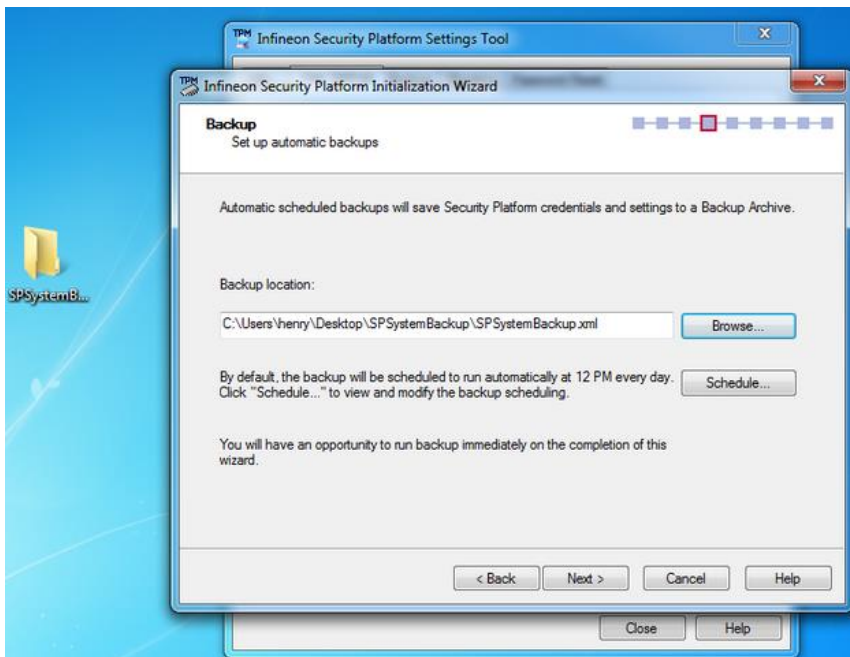 TPM
Infineon Security Platform Settings Tool
TPM
Infineon Security Platform Initialization Wizard
Backup
Set up automatic backups
Automatic scheduled backups will save Security Platform credentials and settings to a Backup Archive.
SPSystemB...
Backup location:
C:\Users\henry\Desktop\SPSystemBackup\SPSystemBackup.xml
Browse...
By default, the backup will be scheduled to run automatically at 12 PM every day.
Click "Schedule..." to view and modify the backup scheduling.
Schedule...
You will have an opportunity to run backup immediately on the completion of this
wizard.
< Back
Next >
Cancel
Help
Close
Help